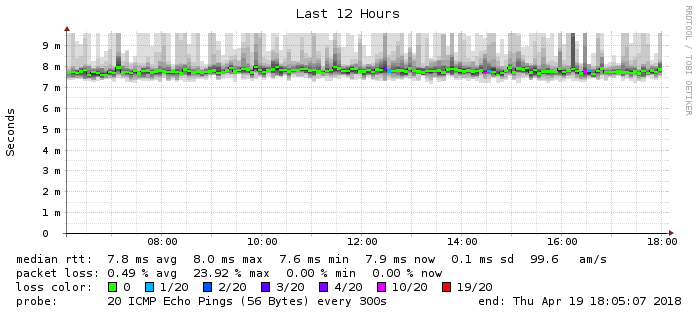 Last 12 Hours
RRDTOOL / TOBI OETIKER
Seconds
9 m
8 m
7 m
6 m
5 m
4 m
3 m
2 m
1 m
0
08:00 10:00 12:00 14:00 16:00 18:00
median rtt: 7.8 ms avg 8.0 ms max 7.6 ms min 7.9 ms now 0.1 ms sd 99.6 am/s
packet loss: 0.49 % avg 23.92 % max 0.00 % min 0.00 % now
loss color: 0 1/20 2/20 3/20 4/20 10/20 19/20
probe: 20 ICMP Echo Pings (56 Bytes) every 300s end: Thu Apr 19 18:05:07 2018